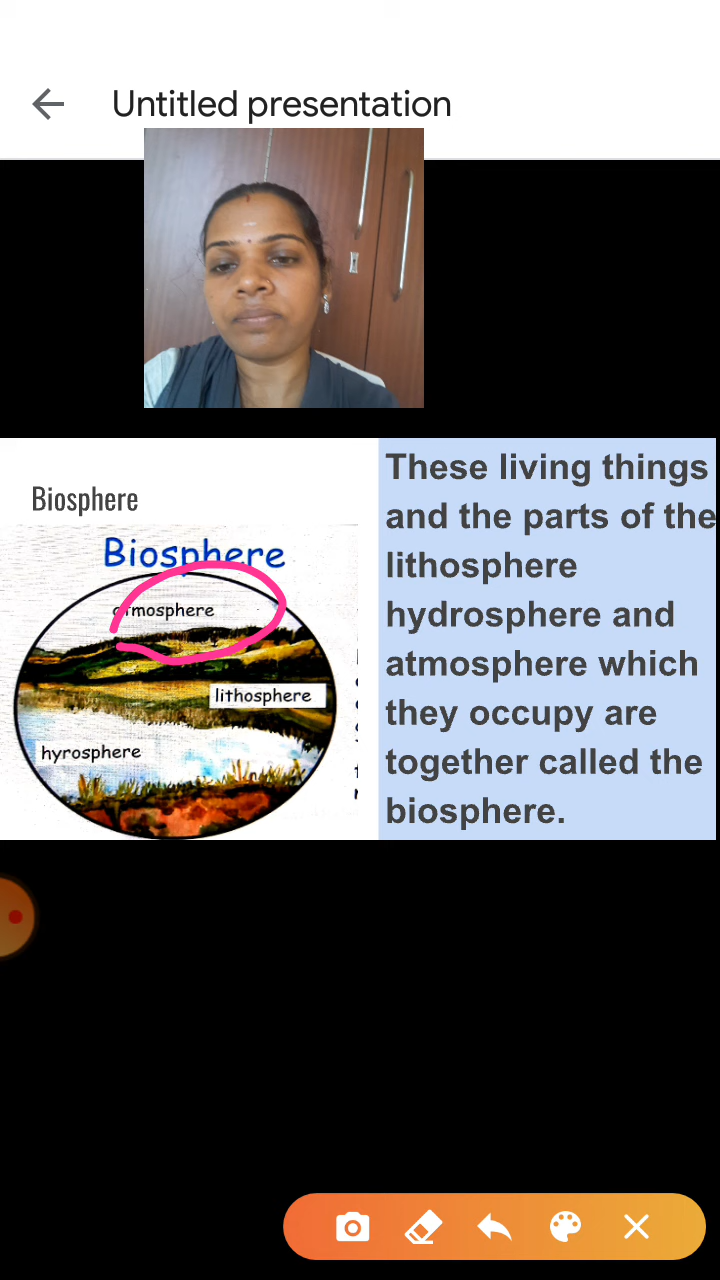 Untitled presentation
Biosphere
Biosphere
atmosphere
lithosphere
hyrosphere
These living things
and the parts of the
lithosphere
hydrosphere and
atmosphere which
they occupy are
together called the
biosphere.